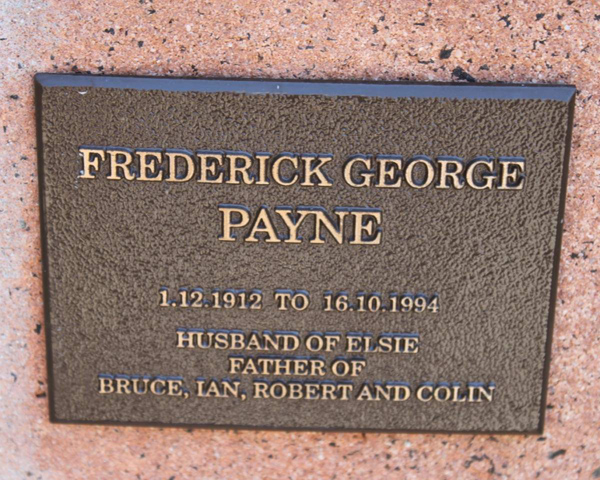 FREDERICK GEORGE
PAYNE
1.12.1912 TO 16.10.1994
HUSBAND OF ELSIE
FATHER OF
BRUCE, IAN, ROBERT AND COLIN